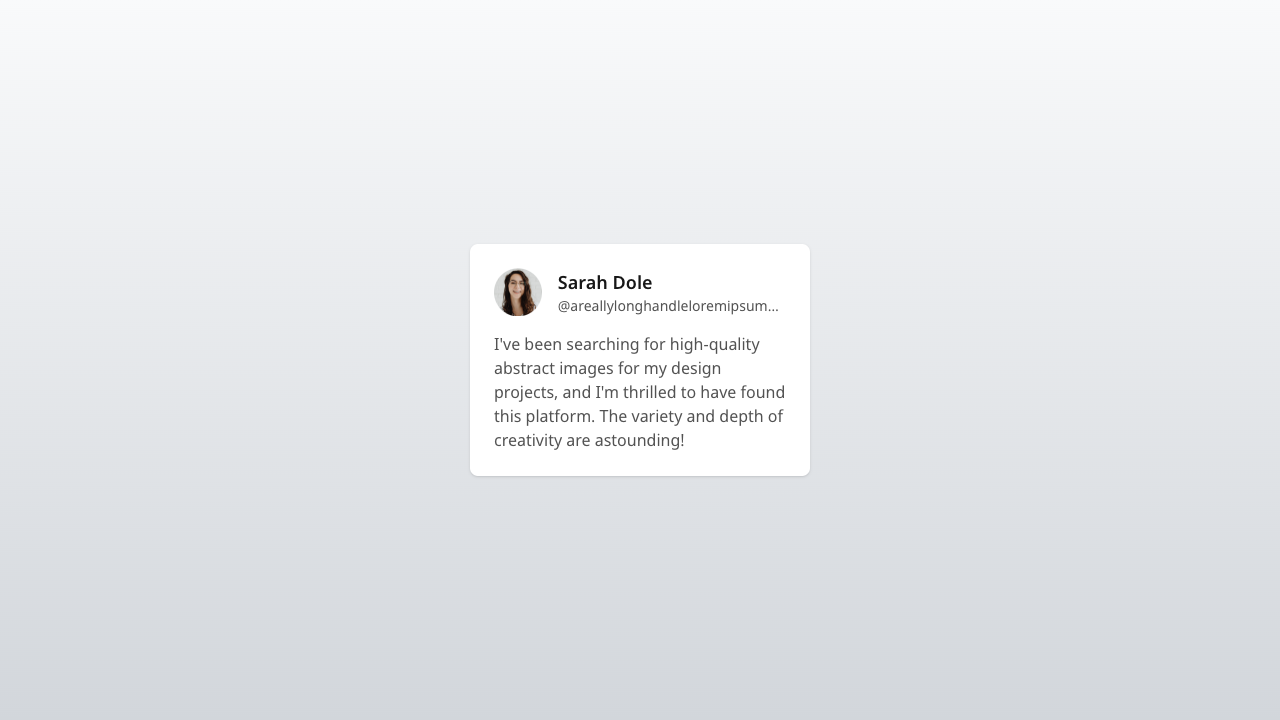 Sarah Dole
@areallylonghandleloremipsum...
I've been searching for high-quality
abstract images for my design
projects, and I'm thrilled to have found
this platform. The variety and depth of
creativity are astounding!